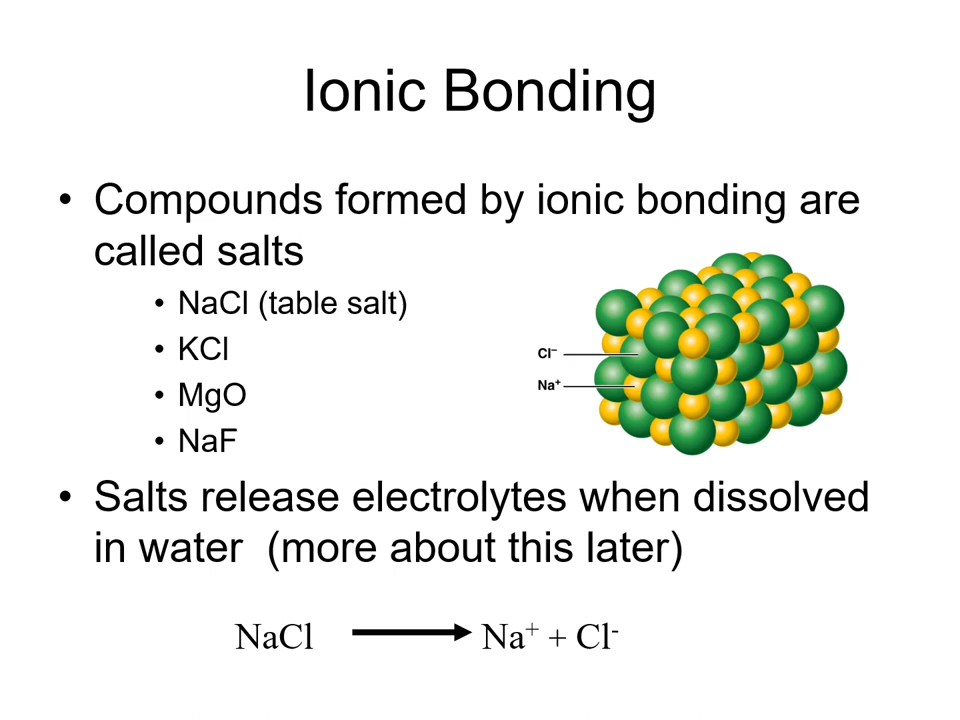 Ionic Bonding
• Compounds formed by ionic bonding are
called salts
• NaCl (table salt)
• KCl
• MgO
• NaF
Cl⁻
Na⁺
• Salts release electrolytes when dissolved
in water (more about this later)
NaCl ⟶ Na⁺ + Cl⁻